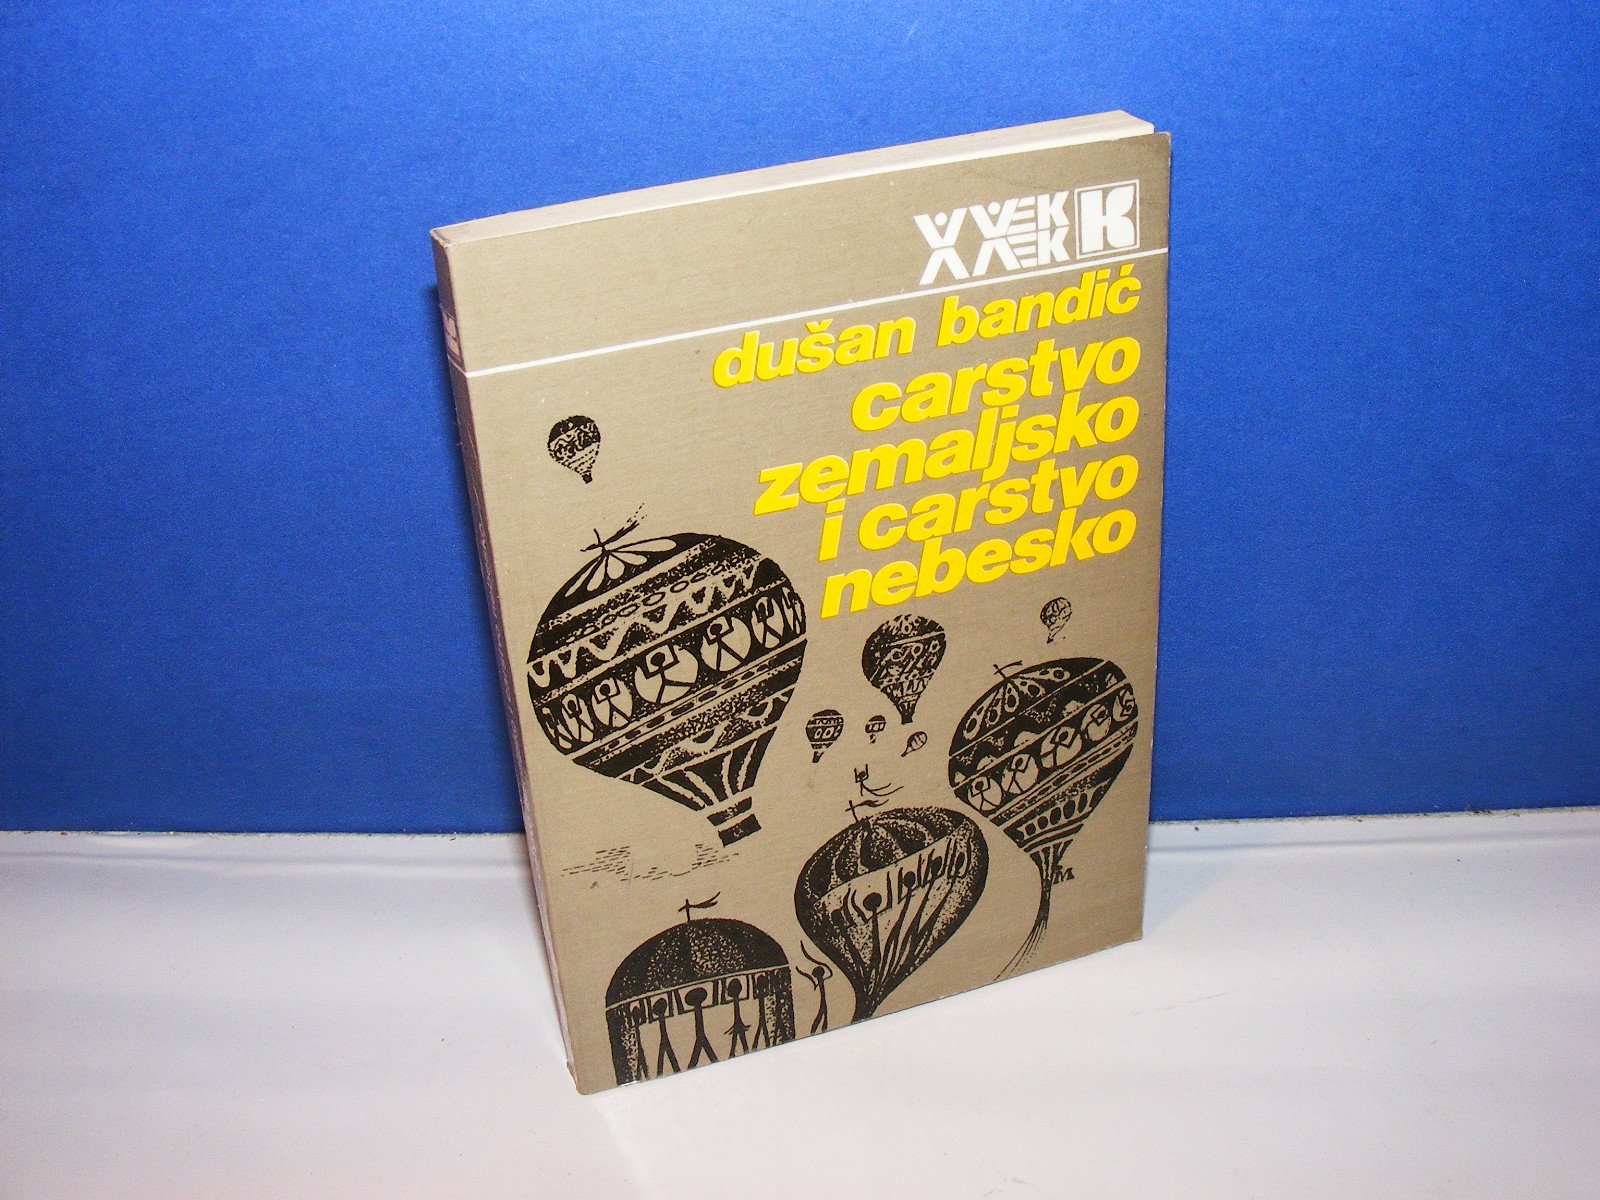 XX VEK
K
dušan bandić
carstvo
zemaljsko
i carstvo
nebesko
M